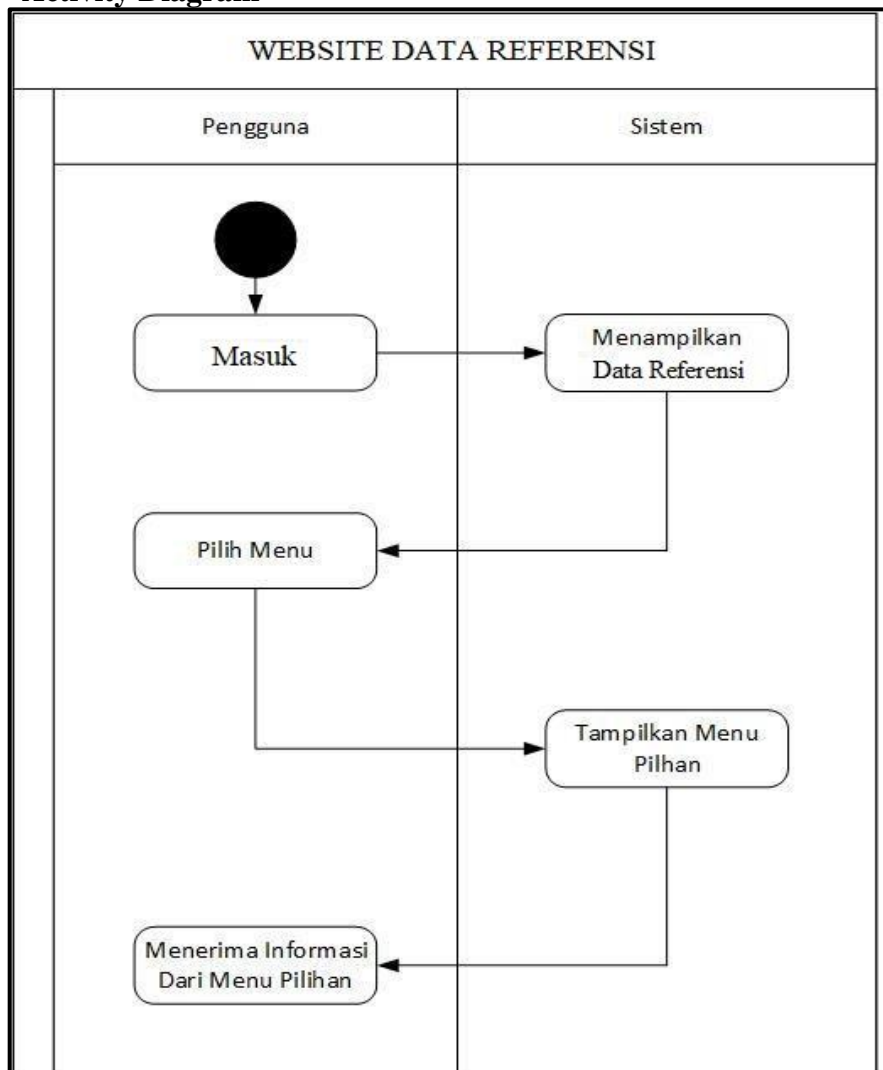 Activity Diagram
WEBSITE DATA REFERENSI
Pengguna
Sistem
Masuk
Menampilkan
Data Referensi
Pilih Menu
Tampilkan Menu
Pilhan
Menerima Informasi
Dari Menu Pilihan